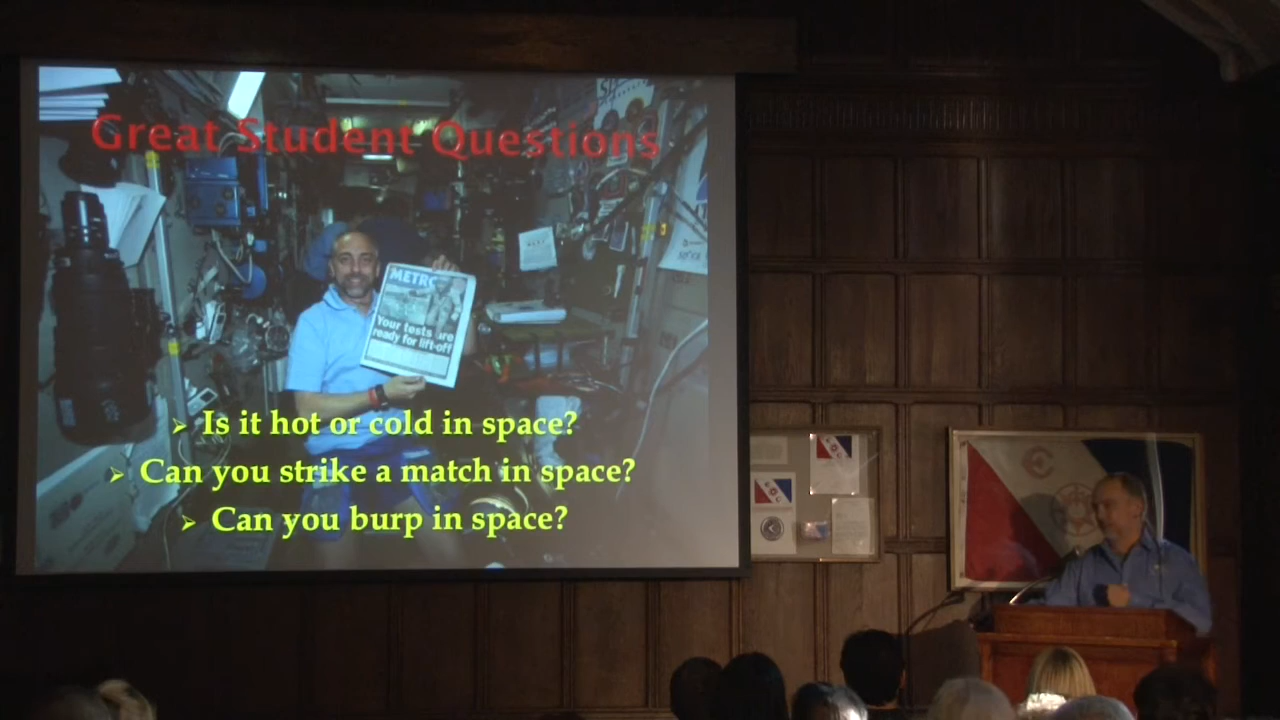 Great Student Questions
METRO
Your tests are
ready for lift-off
➢ Is it hot or cold in space?
➢ Can you strike a match in space?
➢ Can you burp in space?